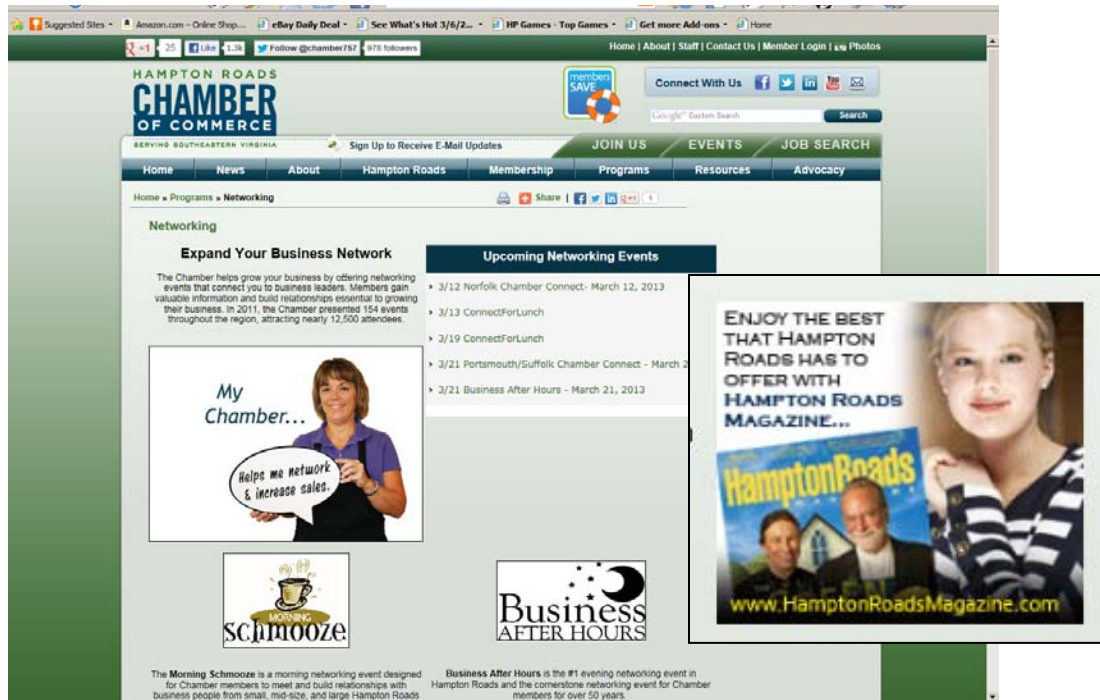 Suggested Sites
Amazon.com – Online Shop...
eBay Daily Deal
See What's Hot 3/6/2...
HP Games - Top Games
Get more Add-ons
Home
+1 25 Like 1.3k Follow @chamber757 978 followers
Home | About | Staff | Contact Us | Member Login | Photos
HAMPTON ROADS
CHAMBER
OF COMMERCE
SERVING SOUTHEASTERN VIRGINIA
members
SAVE
Connect With Us
Google™ Custom Search
Search
Sign Up to Receive E-Mail Updates
JOIN US
EVENTS
JOB SEARCH
Home News About Hampton Roads Membership Programs Resources Advocacy
Home » Programs » Networking
Share |
+1 1
Networking
Expand Your Business Network
The Chamber helps grow your business by offering networking
events that connect you to business leaders. Members gain
valuable information and build relationships essential to growing
their business. In 2011, the Chamber presented 154 events
throughout the region, attracting nearly 12,500 attendees.
Upcoming Networking Events
3/12 Norfolk Chamber Connect- March 12, 2013
3/13 ConnectForLunch
3/19 ConnectForLunch
3/21 Portsmouth/Suffolk Chamber Connect - March 2
3/21 Business After Hours - March 21, 2013
My
Chamber...
Helps me network
& increase sales.
ENJOY THE BEST
THAT HAMPTON
ROADS HAS TO
OFFER WITH
HAMPTON ROADS
MAGAZINE...
HamptonRoads
www.HamptonRoadsMagazine.com
MORNING
schmooze
Business
AFTER HOURS
The Morning Schmooze is a morning networking event designed
for Chamber members to meet and build relationships with
business people from small, mid-size, and large Hampton Roads
Business After Hours is the #1 evening networking event in
Hampton Roads and the cornerstone networking event for Chamber
members for over 50 years.